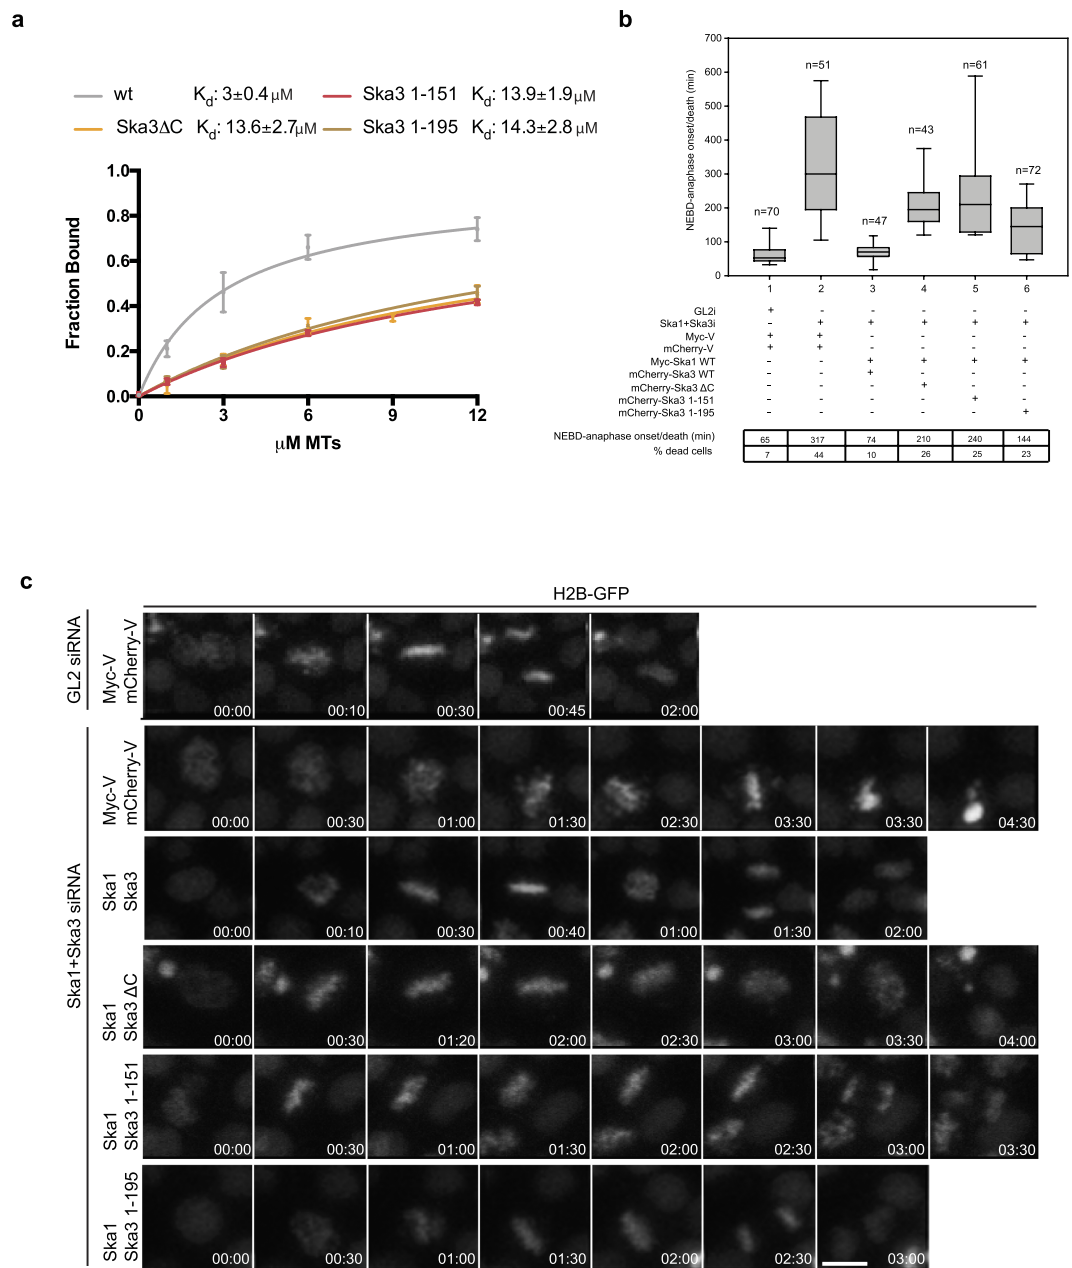 a
wt K_d: 3±0.4 µM
Ska3 1-151 K_d: 13.9±1.9 µM
Ska3ΔC K_d: 13.6±2.7 µM
Ska3 1-195 K_d: 14.3±2.8 µM
Fraction Bound
1.0
0.8
0.6
0.4
0.2
0.0
0 3 6 9 12
µM MTs
b
NEBD-anaphase onset/death (min)
700
600
500
400
300
200
100
0
n=70
n=51
n=47
n=43
n=61
n=72
1 2 3 4 5 6
GL2i + - - - - -
Ska1+Ska3i - + + + + +
Myc-V + + - - - -
mCherry-V + + - - - -
Myc-Ska1 WT - - + + + +
mCherry-Ska3 WT - - + - - -
mCherry-Ska3 ΔC - - - + - -
mCherry-Ska3 1-151 - - - - + -
mCherry-Ska3 1-195 - - - - - +
NEBD-anaphase onset/death (min) 65 317 74 210 240 144
% dead cells 7 44 10 26 25 23
c
H2B-GFP
GL2 siRNA
Myc-V
mCherry-V
00:00 00:10 00:30 00:45 02:00
Ska1+Ska3 siRNA
Myc-V
mCherry-V
00:00 00:30 01:00 01:30 02:30 03:30 03:30 04:30
Ska1
Ska3
00:00 00:10 00:30 00:40 01:00 01:30 02:00
Ska1
Ska3 ΔC
00:00 00:30 01:20 02:00 02:30 03:00 03:30 04:00
Ska1
Ska3 1-151
00:00 00:30 01:00 01:30 02:00 02:30 03:00 03:30
Ska1
Ska3 1-195
00:00 00:30 01:00 01:30 02:00 02:30 03:00